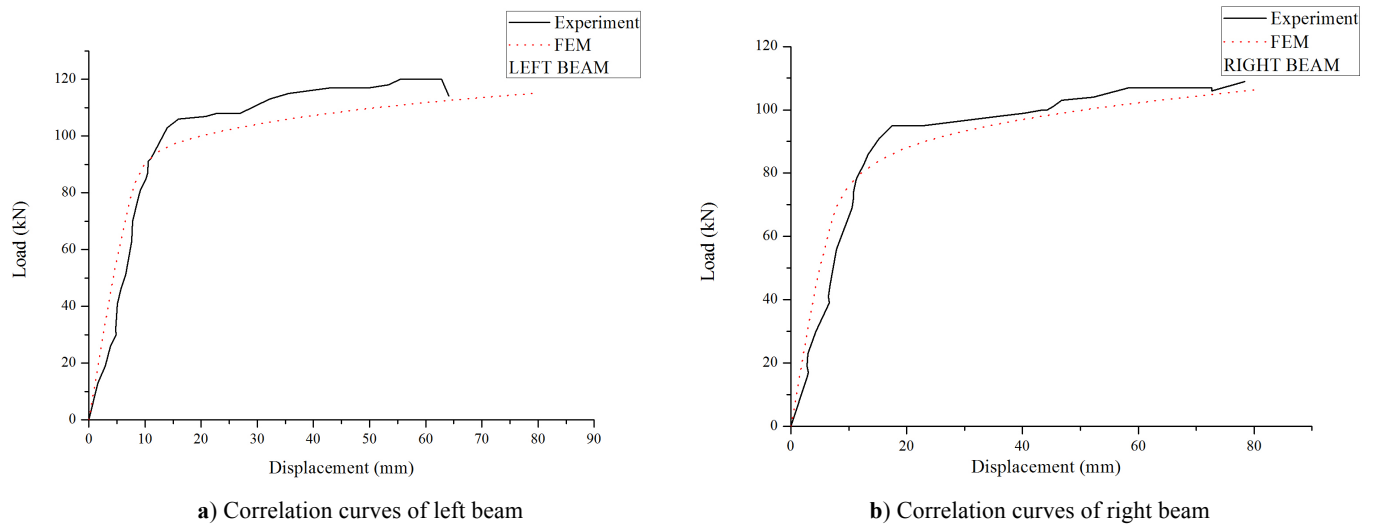 Experiment
FEM
LEFT BEAM
120
100
80
60
40
20
0
Load (kN)
0 10 20 30 40 50 60 70 80 90
Displacement (mm)
a) Correlation curves of left beam
Experiment
FEM
RIGHT BEAM
120
100
80
60
40
20
0
Load (kN)
0 20 40 60 80
Displacement (mm)
b) Correlation curves of right beam